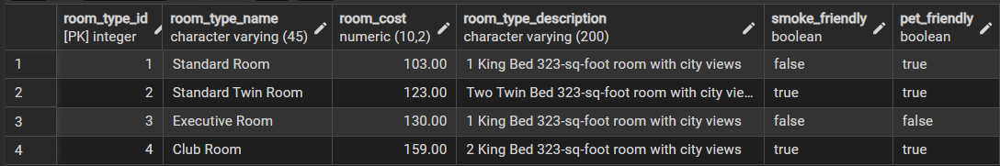 room_type_id room_type_name room_cost room_type_description smoke_friendly pet_friendly
[PK] integer character varying (45) numeric (10,2) character varying (200) boolean boolean
1 1 Standard Room 103.00 1 King Bed 323-sq-foot room with city views false true
2 2 Standard Twin Room 123.00 Two Twin Bed 323-sq-foot room with city vie... true true
3 3 Executive Room 130.00 1 King Bed 323-sq-foot room with city views false false
4 4 Club Room 159.00 2 King Bed 323-sq-foot room with city views true true